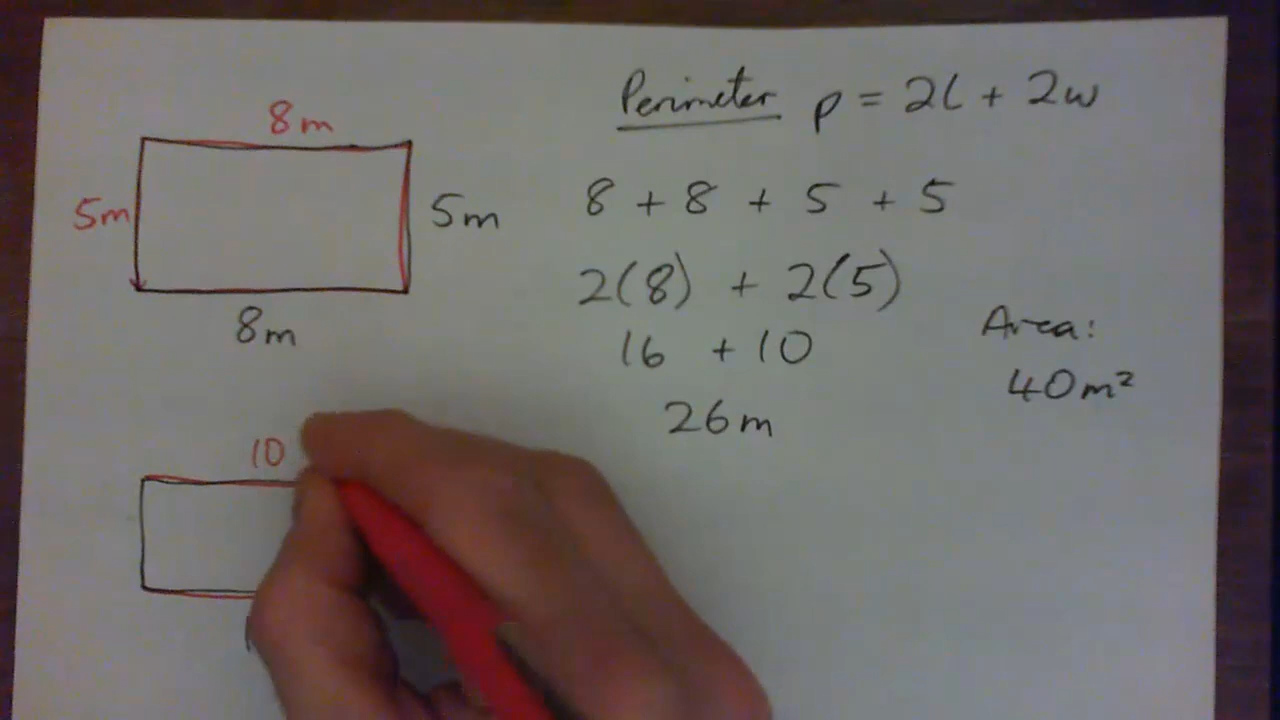 8m
5m
5m
8m
Perimeter p = 2l + 2w
8 + 8 + 5 + 5
2(8) + 2(5)
16 + 10
26m
Area:
40m²
10